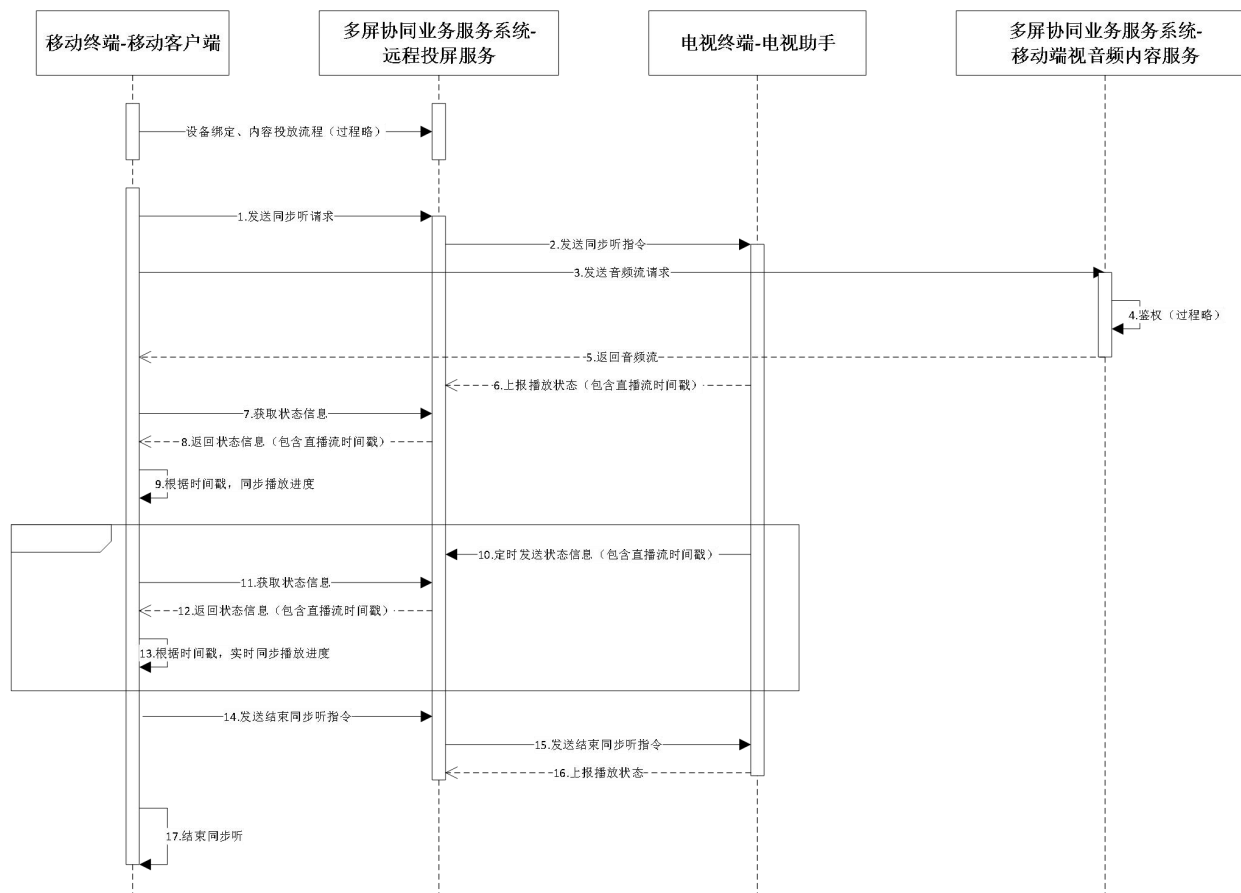 移动终端-移动客户端
多屏协同业务服务系统-
远程投屏服务
电视终端-电视助手
多屏协同业务服务系统-
移动端视音频内容服务
设备绑定、内容投放流程（过程略）
1.发送同步听请求
2.发送同步听指令
3.发送音频流请求
4.鉴权（过程略）
5.返回音频流
6.上报播放状态（包含直播流时间戳）
7.获取状态信息
8.返回状态信息（包含直播流时间戳）
9.根据时间戳，同步播放进度
10.定时发送状态信息（包含直播流时间戳）
11.获取状态信息
12.返回状态信息（包含直播流时间戳）
13.根据时间戳，实时同步播放进度
14.发送结束同步听指令
15.发送结束同步听指令
16.上报播放状态
17.结束同步听